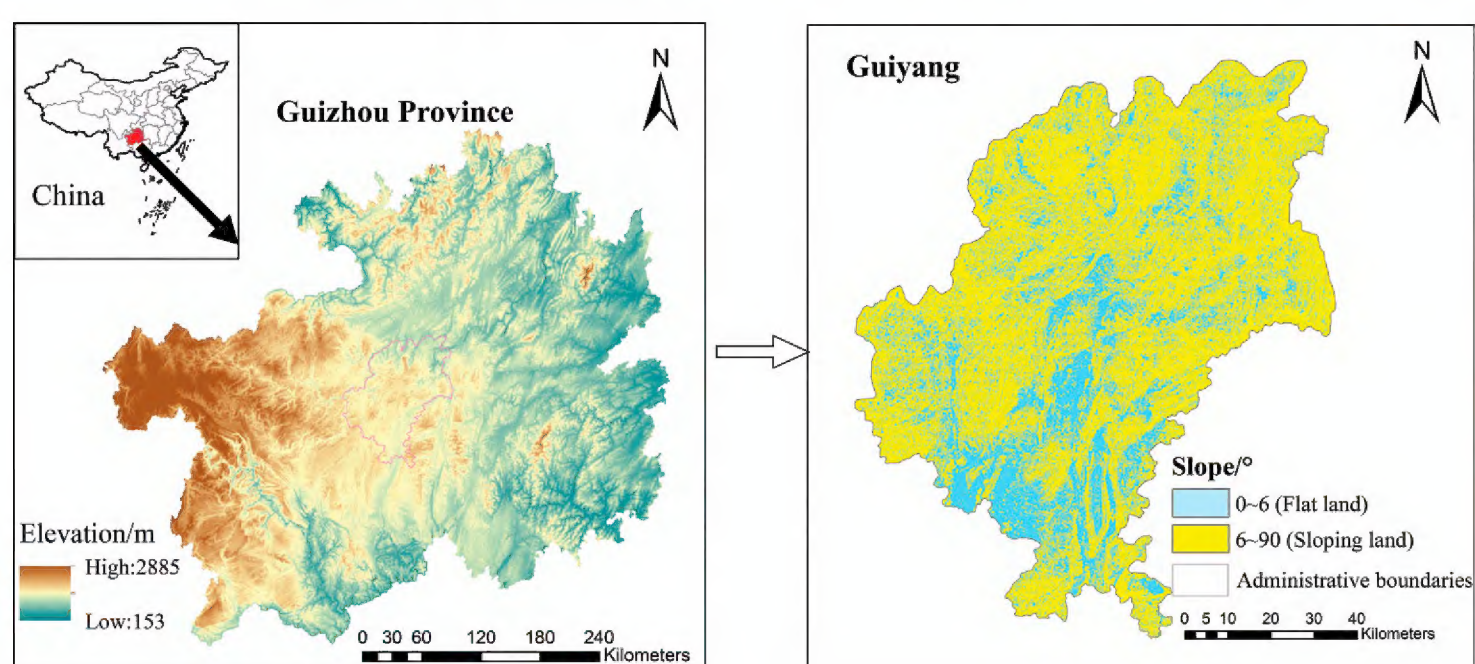 China
Guizhou Province
N
Elevation/m
High:2885
Low:153
0 30 60 120 180 240
Kilometers
Guiyang
N
Slope/°
0~6 (Flat land)
6~90 (Sloping land)
Administrative boundaries
0 5 10 20 30 40
Kilometers